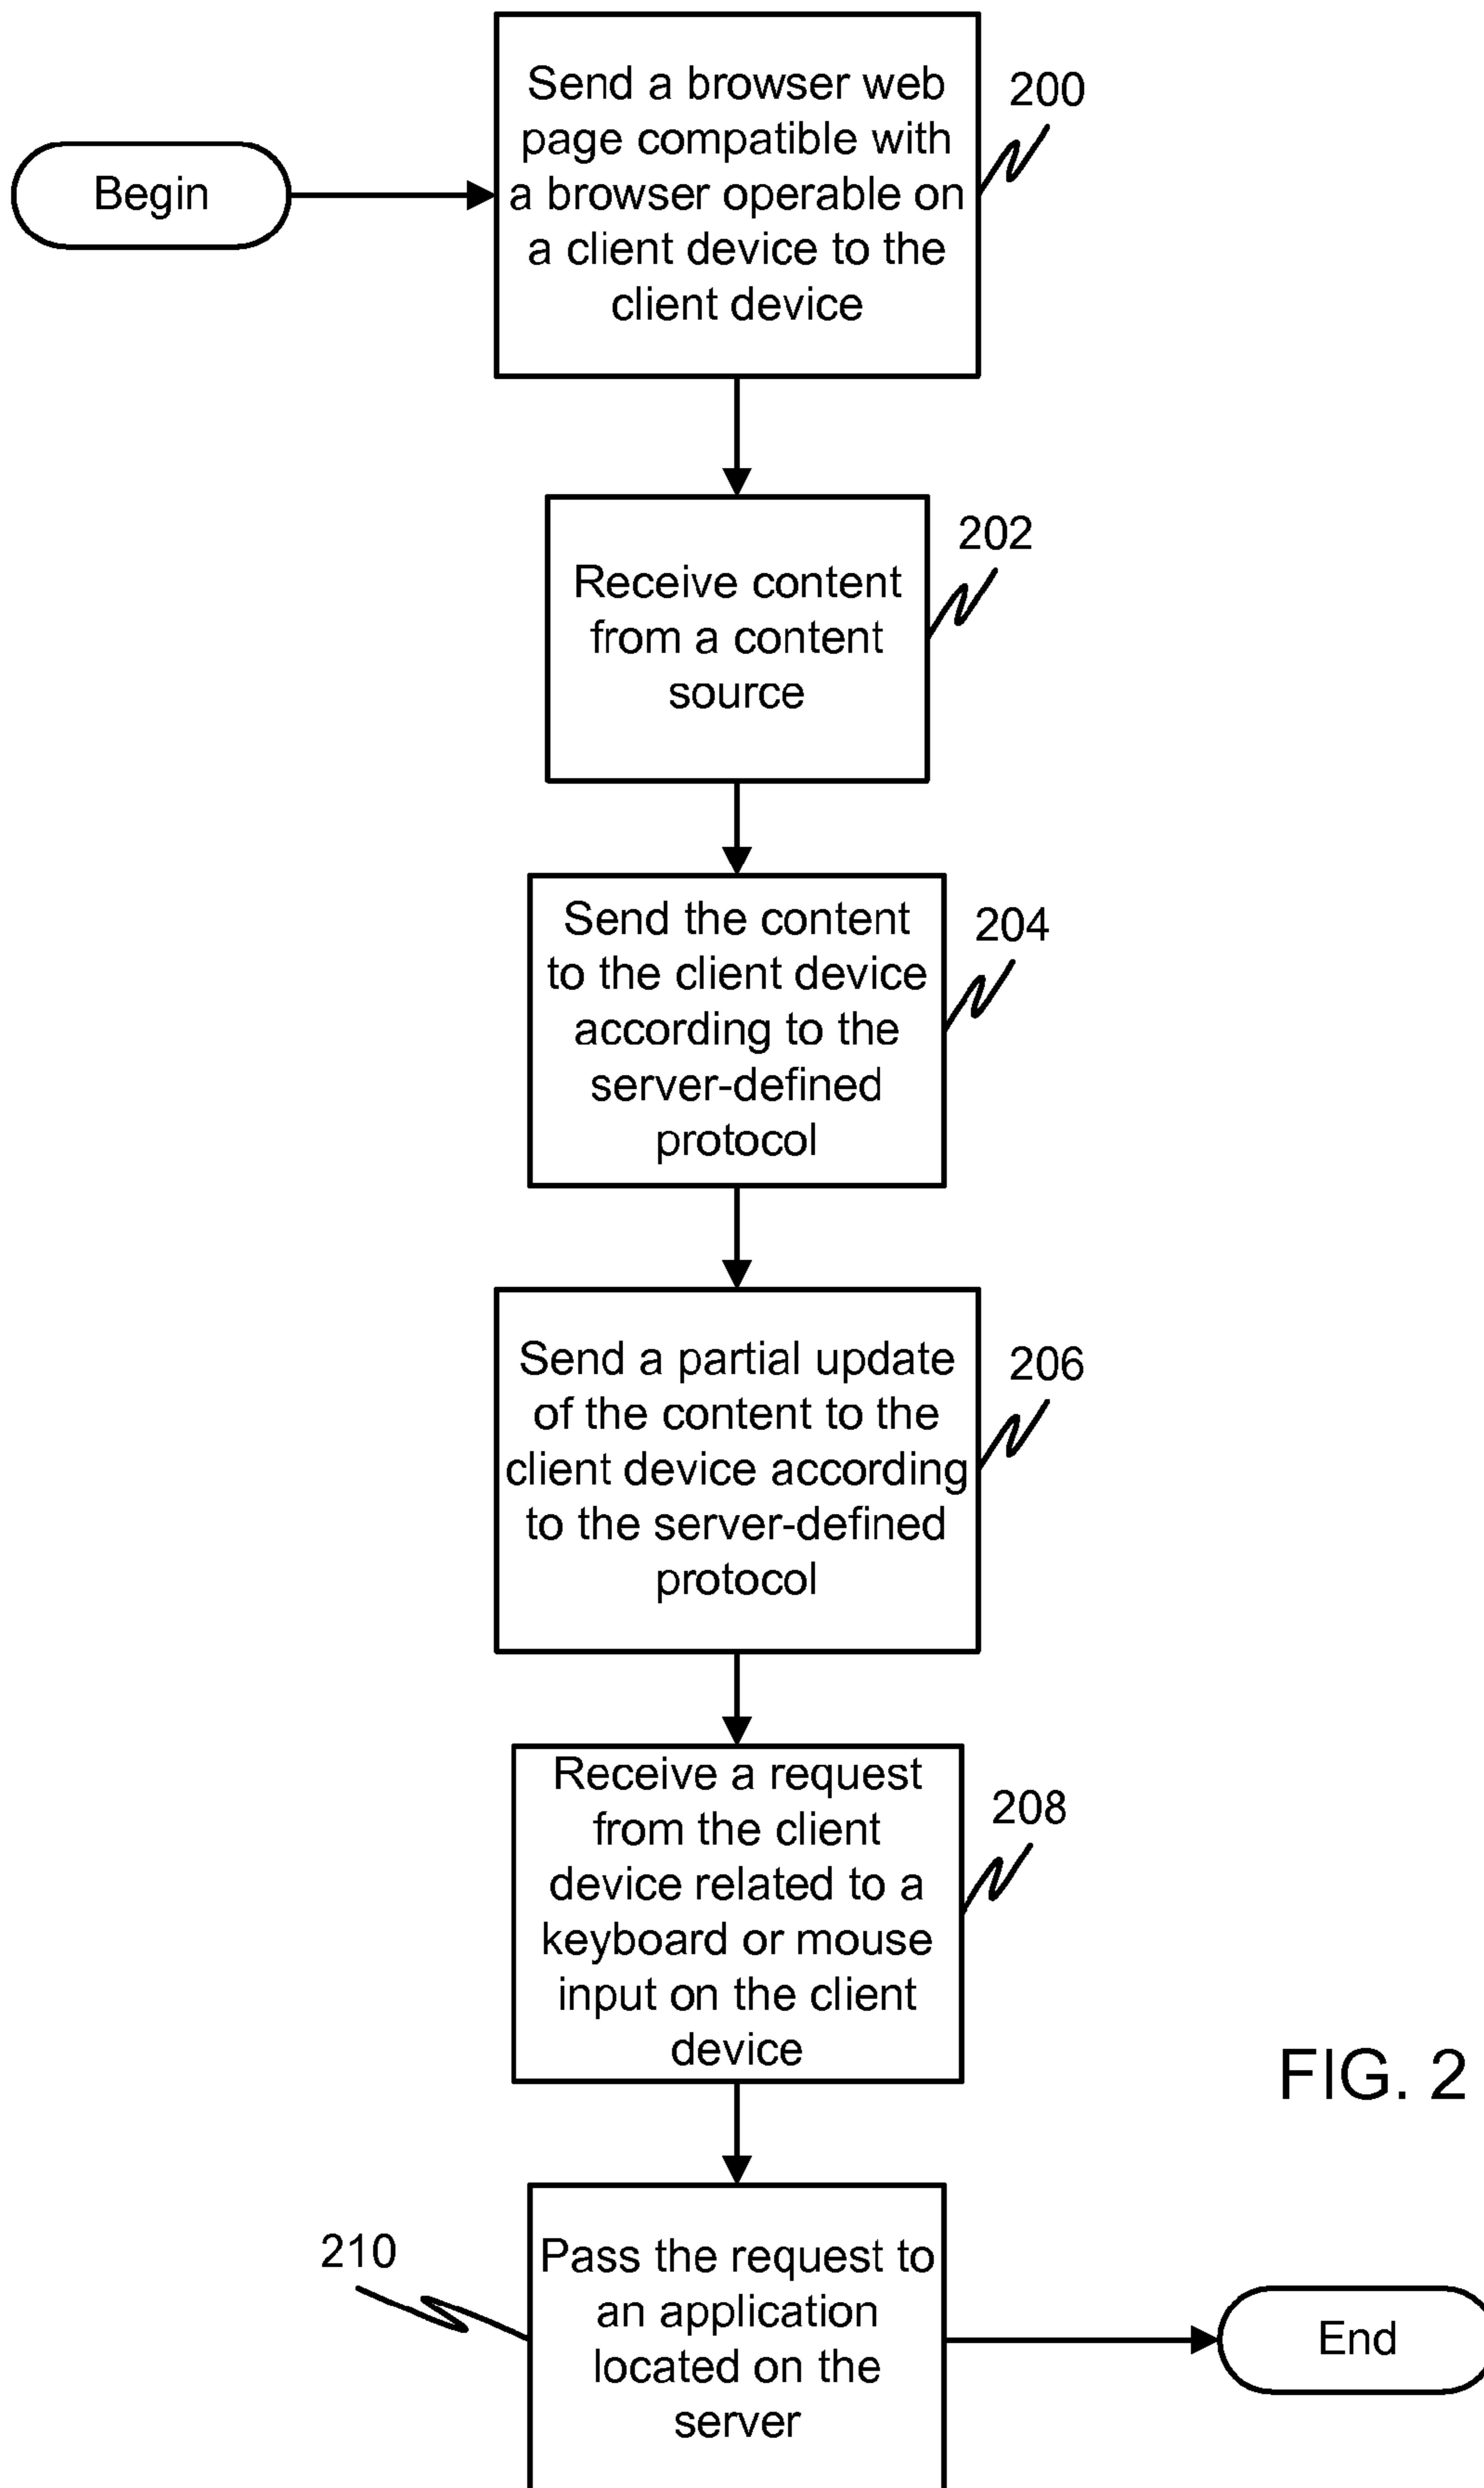 Send a browser web
page compatible with
a browser operable on
a client device to the
client device
200
Begin
Receive content
from a content
source
202
Send the content
to the client device
according to the
server-defined
protocol
204
Send a partial update
of the content to the
client device according
to the server-defined
protocol
206
Receive a request
from the client
device related to a
keyboard or mouse
input on the client
device
208
FIG. 2
210
Pass the request to
an application
located on the
server
End